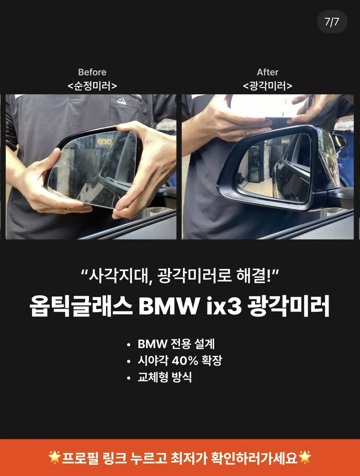 7/7
Before
<순정미러>
After
<광각미러>
“사각지대, 광각미러로 해결!”
옵틱글래스 BMW ix3 광각미러
• BMW 전용 설계
• 시야각 40% 확장
• 교체형 방식
🌟프로필 링크 누르고 최저가 확인하러가세요🌟